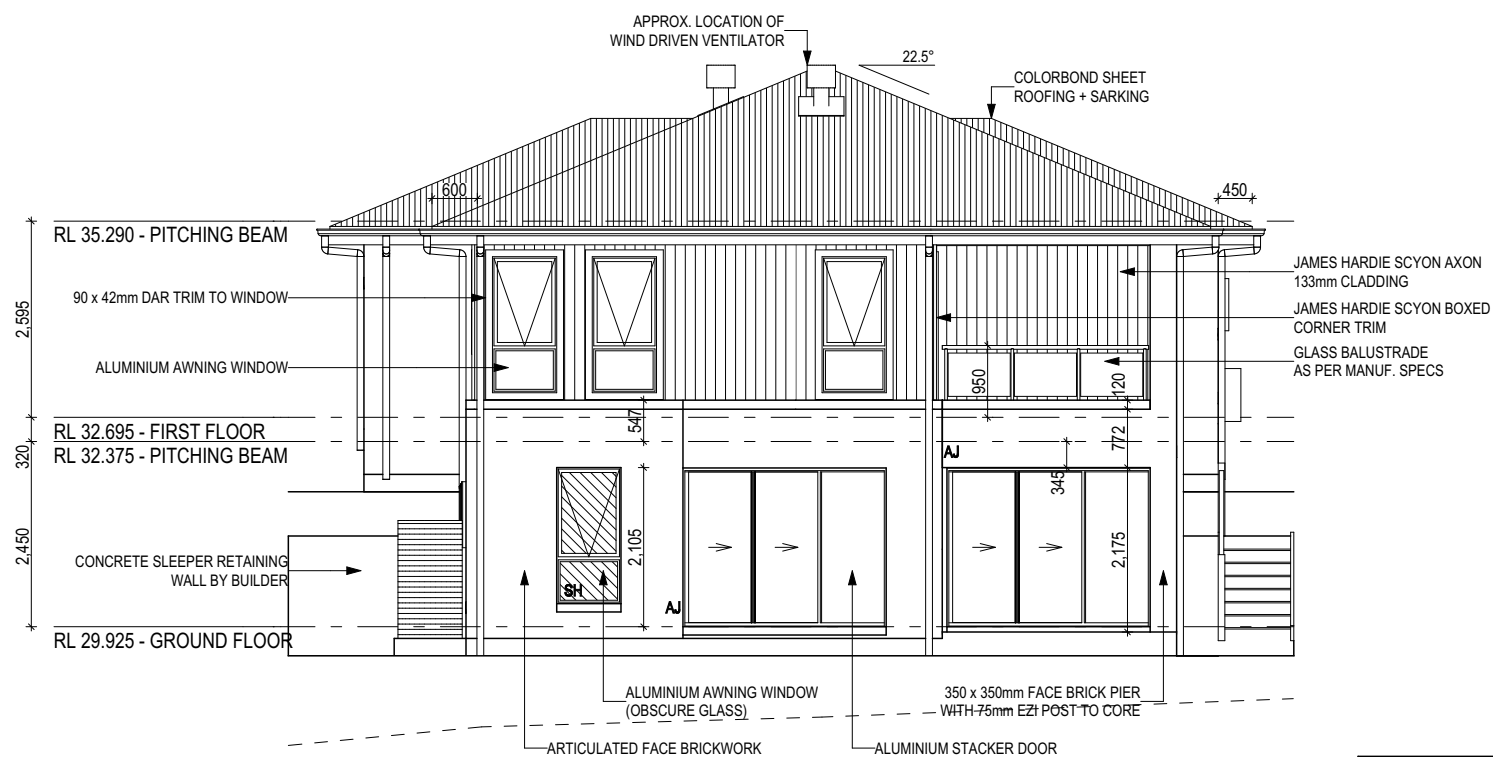 APPROX. LOCATION OF
WIND DRIVEN VENTILATOR
22.5°
COLORBOND SHEET
ROOFING + SARKING
600
450
RL 35.290 - PITCHING BEAM
JAMES HARDIE SCYON AXON
133mm CLADDING
90 x 42mm DAR TRIM TO WINDOW
JAMES HARDIE SCYON BOXED
CORNER TRIM
2,595
ALUMINIUM AWNING WINDOW
GLASS BALUSTRADE
AS PER MANUF. SPECS
950
120
547
RL 32.695 - FIRST FLOOR
772
320
RL 32.375 - PITCHING BEAM
AJ
345
2,450
2,105
2,175
CONCRETE SLEEPER RETAINING
WALL BY BUILDER
SH
AJ
RL 29.925 - GROUND FLOOR
ALUMINIUM AWNING WINDOW
(OBSCURE GLASS)
350 x 350mm FACE BRICK PIER
WITH 75mm EZI POST TO CORE
ARTICULATED FACE BRICKWORK
ALUMINIUM STACKER DOOR